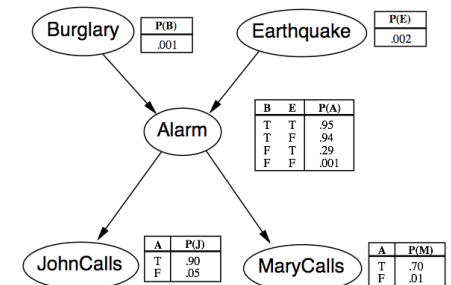 Burglary
P(B)
.001
Earthquake
P(E)
.002
Alarm
B E P(A)
T T .95
T F .94
F T .29
F F .001
JohnCalls
A P(J)
T .90
F .05
MaryCalls
A P(M)
T .70
F .01